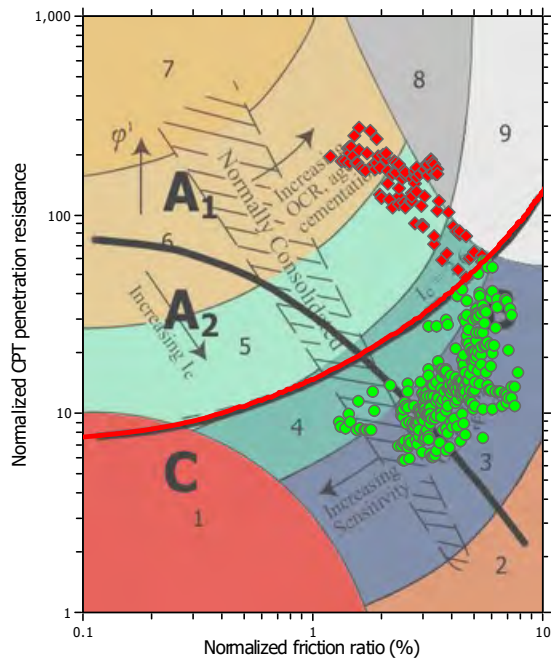 1,000
100
10
1
Normalized CPT penetration resistance
7
8
9
φ'
A₁
6
Normally Consolidated
Increasing
OCR, age
cementation
A₂
Increasing Ic
5
Ic
4
C
1
3
Increasing
Sensitivity
2
0.1
1
10
Normalized friction ratio (%)